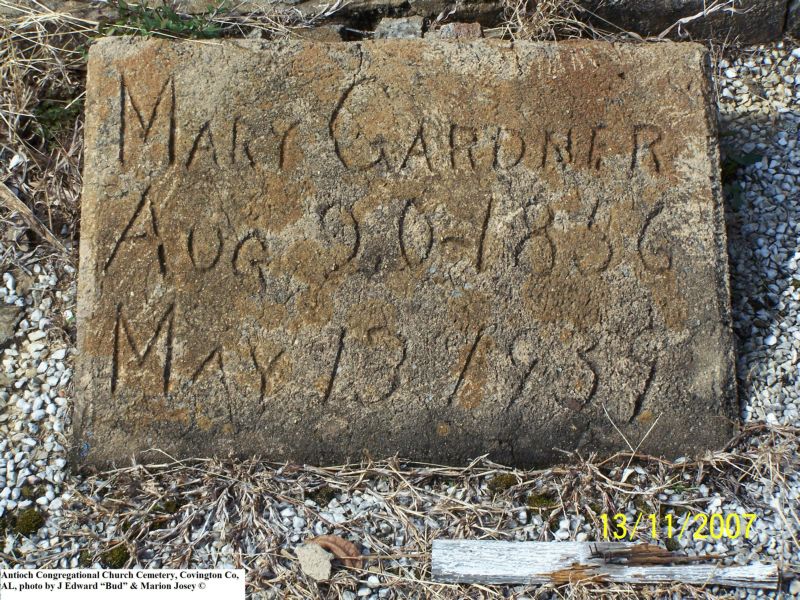 MARY GARDNER
AUG 20-1856
MAY 13 1939
13/11/2007
Antioch Congregational Church Cemetery, Covington Co,
AL, photo by J Edward “Bud” & Marion Josey ©